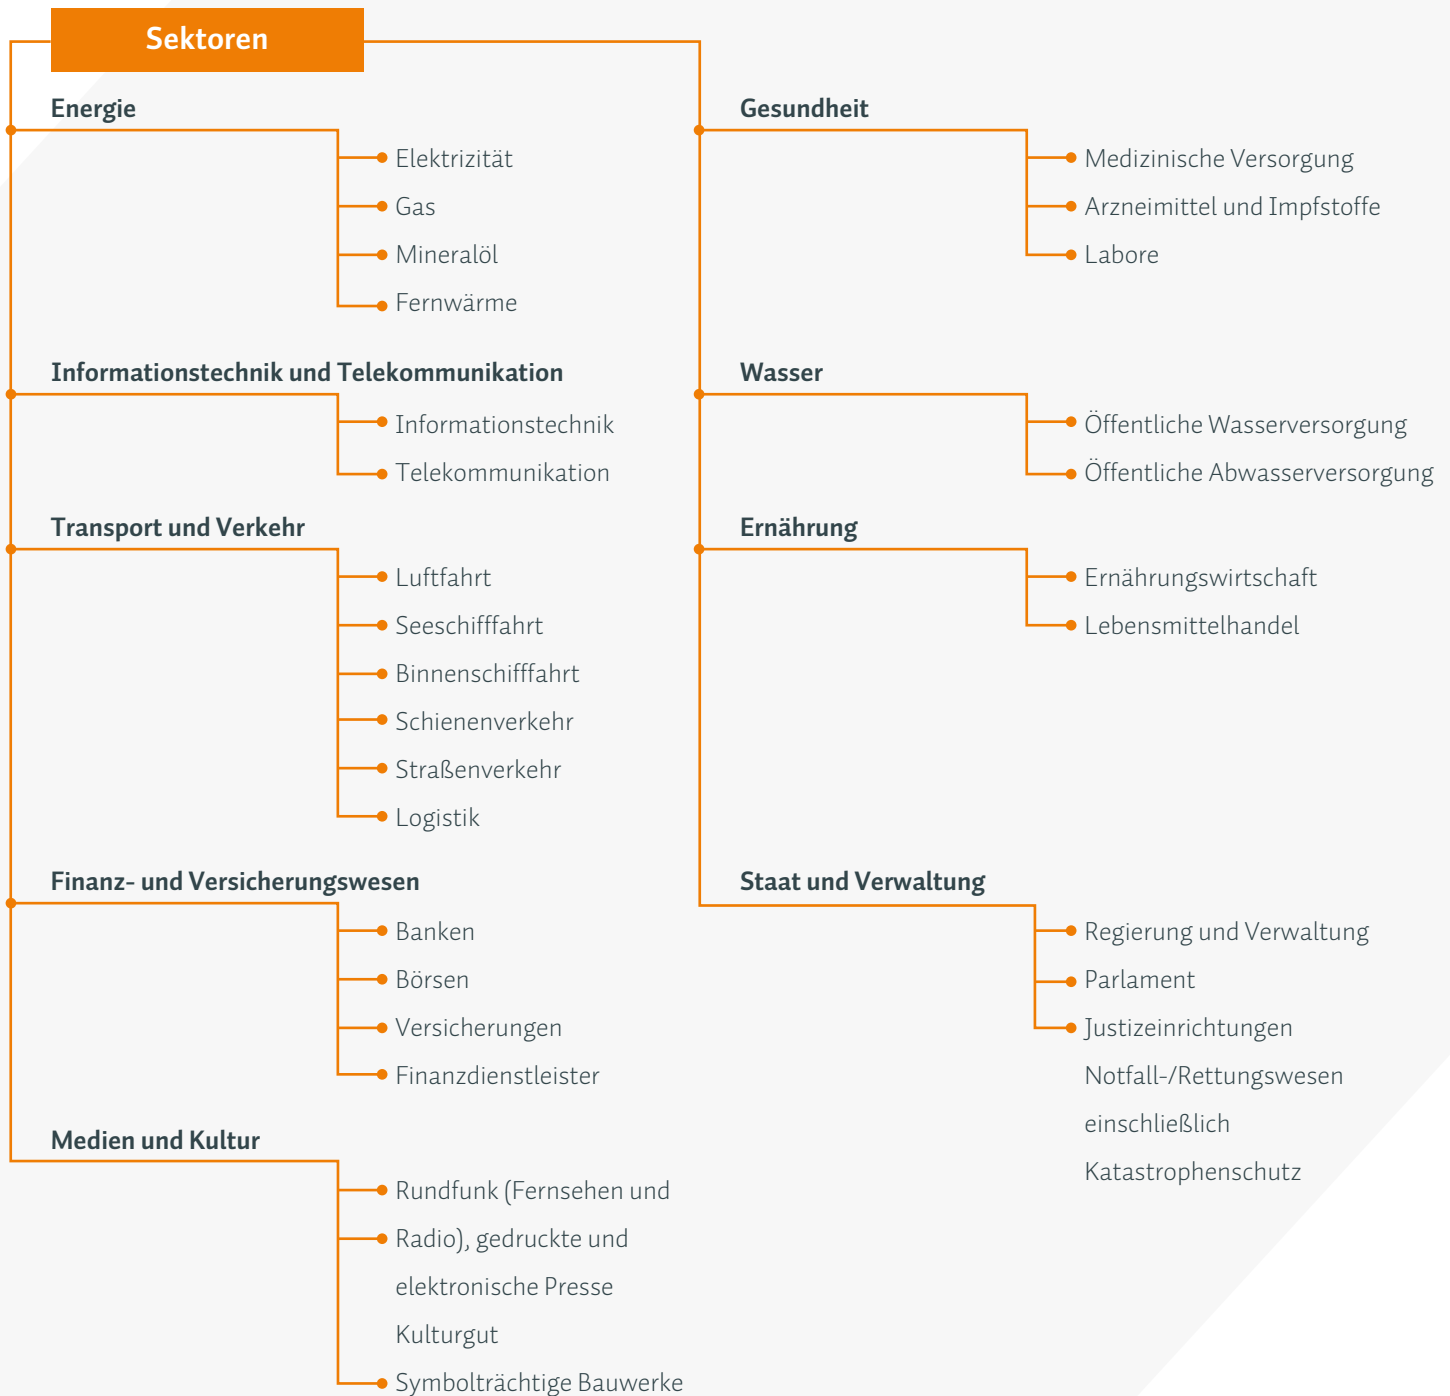 Sektoren
Energie
Elektrizität
Gas
Mineralöl
Fernwärme
Informationstechnik und Telekommunikation
Informationstechnik
Telekommunikation
Transport und Verkehr
Luftfahrt
Seeschifffahrt
Binnenschifffahrt
Schienenverkehr
Straßenverkehr
Logistik
Finanz- und Versicherungswesen
Banken
Börsen
Versicherungen
Finanzdienstleister
Medien und Kultur
Rundfunk (Fernsehen und
Radio), gedruckte und
elektronische Presse
Kulturgut
Symbolträchtige Bauwerke
Gesundheit
Medizinische Versorgung
Arzneimittel und Impfstoffe
Labore
Wasser
Öffentliche Wasserversorgung
Öffentliche Abwasserversorgung
Ernährung
Ernährungswirtschaft
Lebensmittelhandel
Staat und Verwaltung
Regierung und Verwaltung
Parlament
Justizeinrichtungen
Notfall-/Rettungswesen
einschließlich
Katastrophenschutz